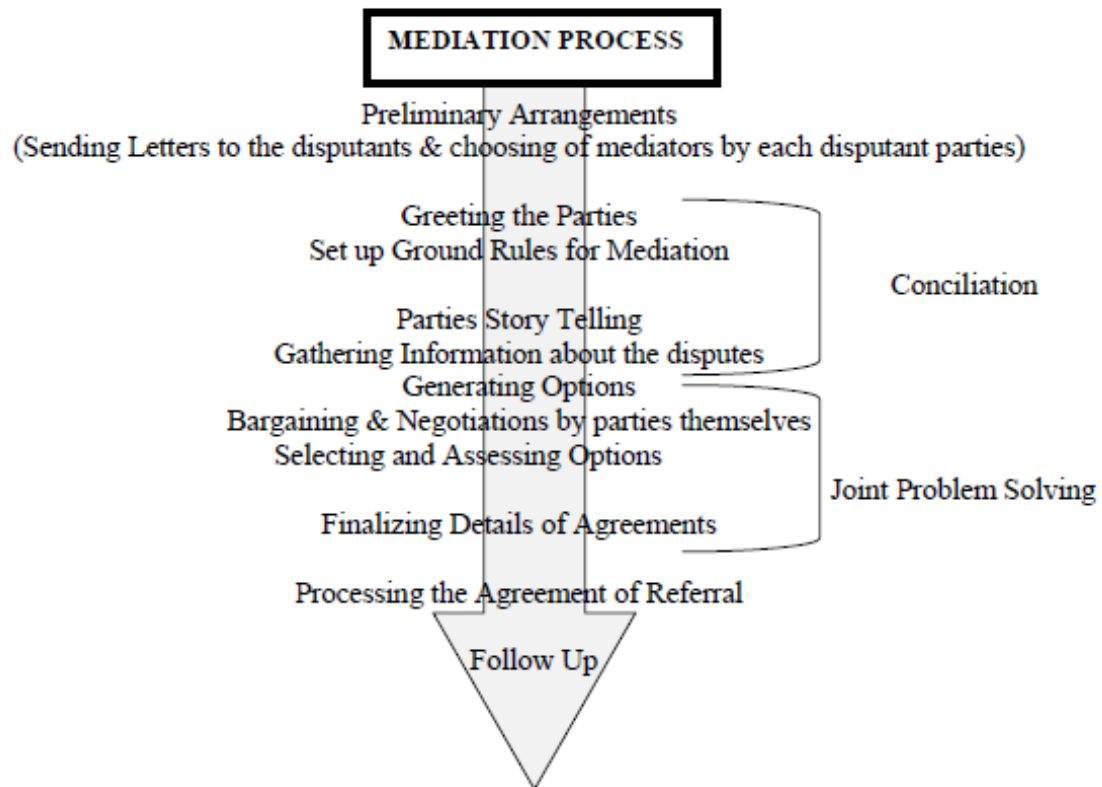 MEDIATION PROCESS
Preliminary Arrangements
(Sending Letters to the disputants & choosing of mediators by each disputant parties)
Greeting the Parties
Set up Ground Rules for Mediation
Conciliation
Parties Story Telling
Gathering Information about the disputes
Generating Options
Bargaining & Negotiations by parties themselves
Selecting and Assessing Options
Joint Problem Solving
Finalizing Details of Agreements
Processing the Agreement of Referral
Follow Up